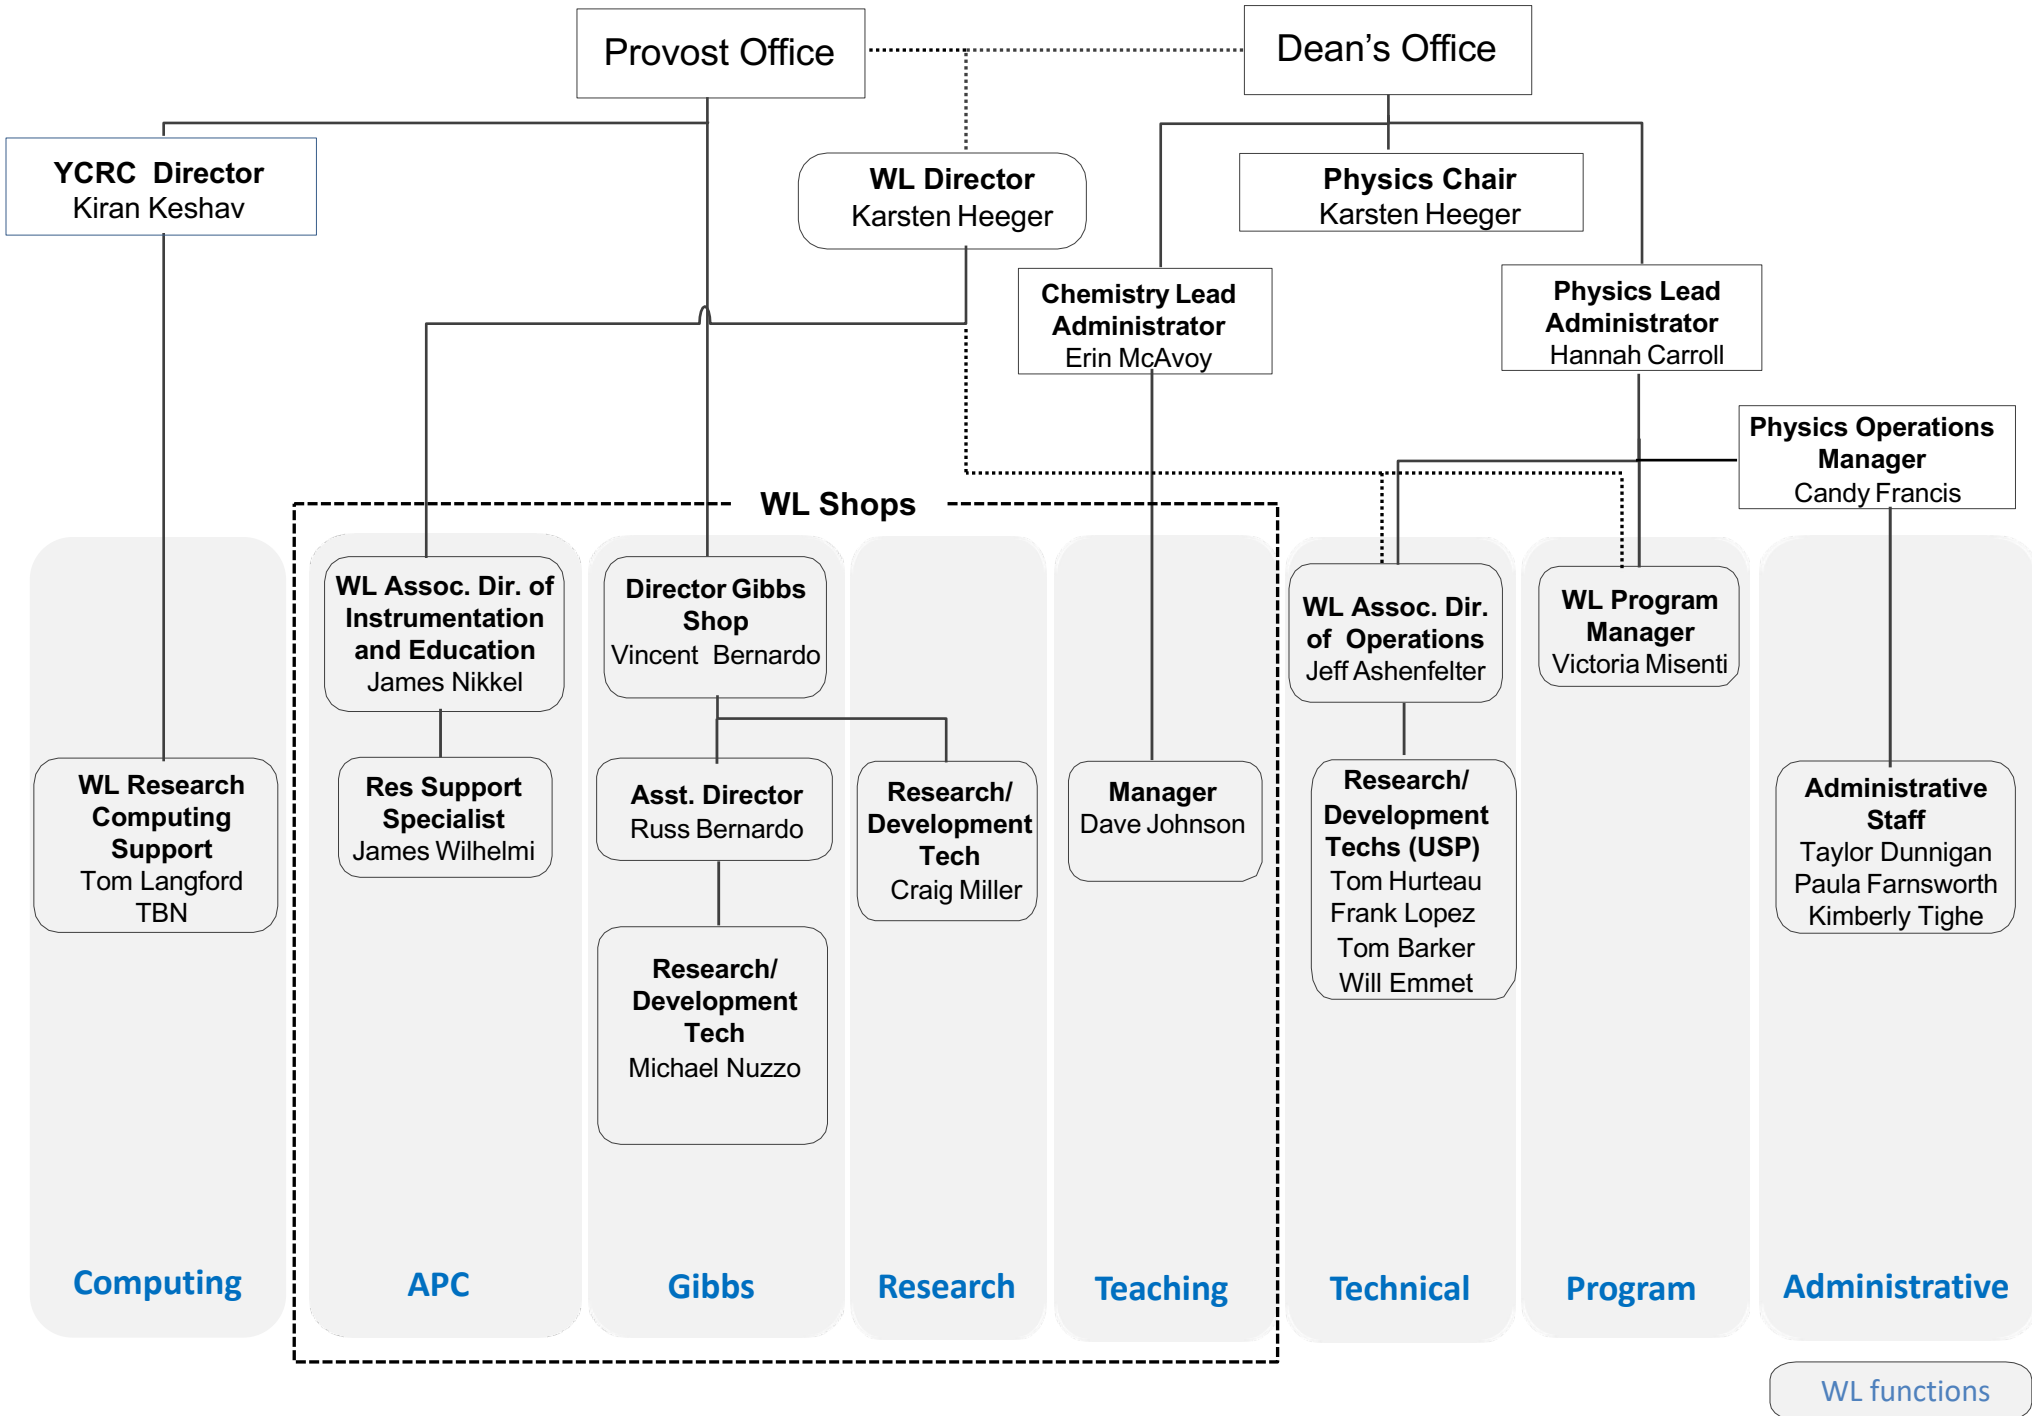 Provost Office
Dean's Office
YCRC Director
Kiran Keshav
WL Director
Karsten Heeger
Physics Chair
Karsten Heeger
Chemistry Lead
Administrator
Erin McAvoy
Physics Lead
Administrator
Hannah Carroll
Physics Operations
Manager
Candy Francis
WL Shops
WL Assoc. Dir. of
Instrumentation
and Education
James Nikkel
Director Gibbs
Shop
Vincent Bernardo
WL Assoc. Dir.
of Operations
Jeff Ashenfelter
WL Program
Manager
Victoria Misenti
WL Research
Computing
Support
Tom Langford
TBN
Res Support
Specialist
James Wilhelmi
Asst. Director
Russ Bernardo
Research/
Development
Tech
Craig Miller
Manager
Dave Johnson
Research/
Development
Techs (USP)
Tom Hurteau
Frank Lopez
Tom Barker
Will Emmet
Administrative
Staff
Taylor Dunnigan
Paula Farnsworth
Kimberly Tighe
Research/
Development
Tech
Michael Nuzzo
Computing
APC
Gibbs
Research
Teaching
Technical
Program
Administrative
WL functions